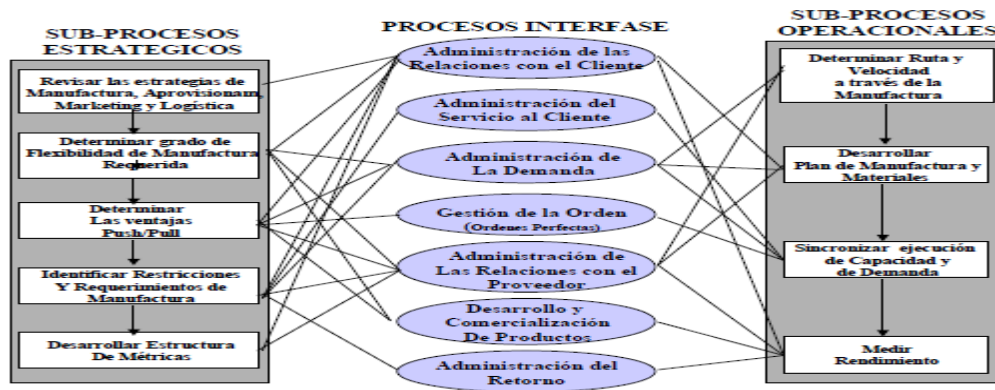 SUB-PROCESOS
ESTRATEGICOS
Revisar las estrategias de
Manufactura, Aprovisionam,
Marketing y Logística
Determinar grado de
Flexibilidad de Manufactura
Requerida
Determinar
Las ventajas
Push/Pull
Identificar Restricciones
Y Requerimientos de
Manufactura
Desarrollar Estructura
De Métricas
PROCESOS INTERFASE
Administración de las
Relaciones con el Cliente
Administración del
Servicio al Cliente
Administración de
La Demanda
Gestión de la Orden
(Ordenes Perfectas)
Administración de
Las Relaciones con el
Proveedor
Desarrollo y
Comercialización
De Productos
Administración del
Retorno
SUB-PROCESOS
OPERACIONALES
Determinar Ruta y
Velocidad
a través de la
Manufactura
Desarrollar
Plan de Manufactura y
Materiales
Sincronizar ejecución
de Capacidad y
de Demanda
Medir
Rendimiento